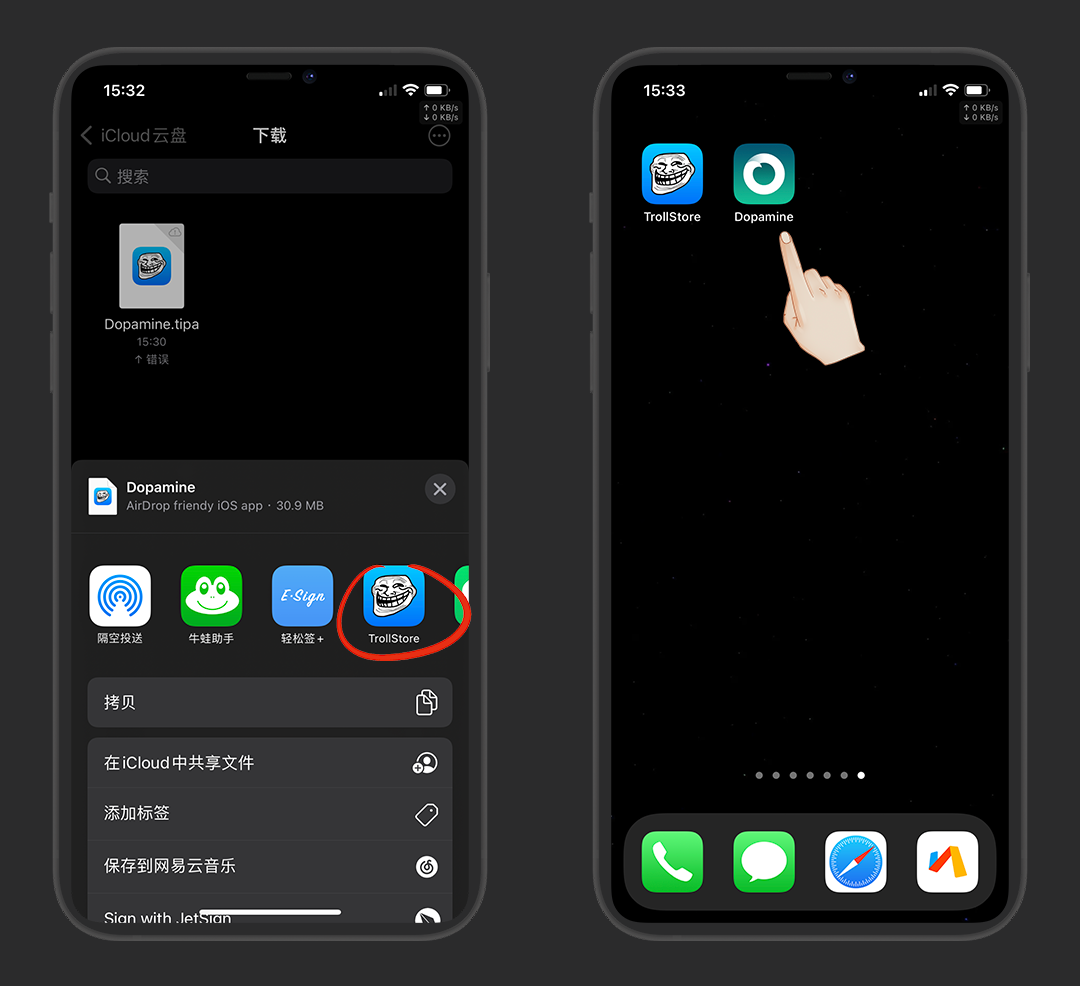 15:32
↑ 0 KB/s
↓ 0 KB/s
iCloud云盘
下载
搜索
Dopamine.tipa
15:30
↑ 错误
Dopamine
AirDrop friendy iOS app · 30.9 MB
E·Sign
隔空投送
牛蛙助手
轻松签+
TrollStore
拷贝
在iCloud中共享文件
添加标签
保存到网易云音乐
Sign with JetSign
15:33
↑ 0 KB/s
↓ 0 KB/s
TrollStore
Dopamine